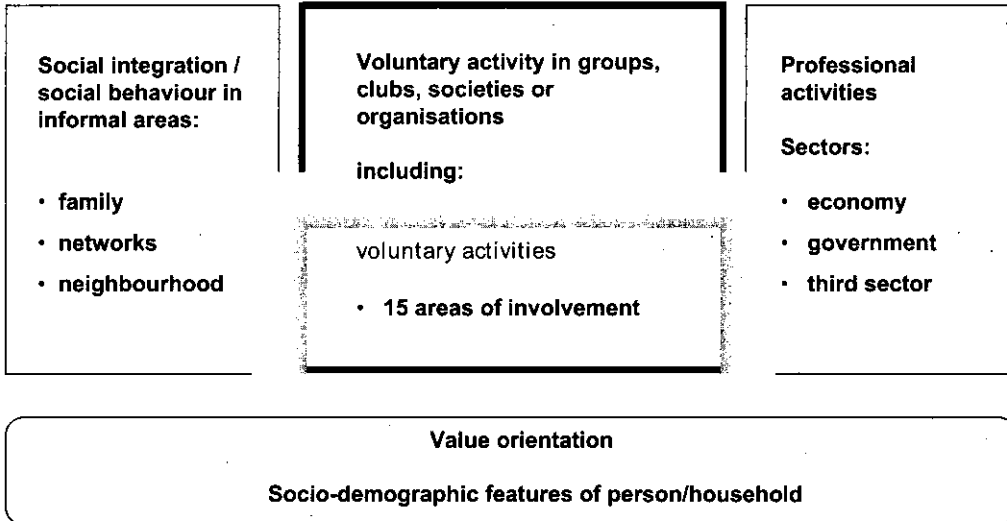 Social integration /
social behaviour in
informal areas:
• family
• networks
• neighbourhood
Voluntary activity in groups,
clubs, societies or
organisations
including:
voluntary activities
• 15 areas of involvement
Professional
activities
Sectors:
• economy
• government
• third sector
Value orientation
Socio-demographic features of person/household